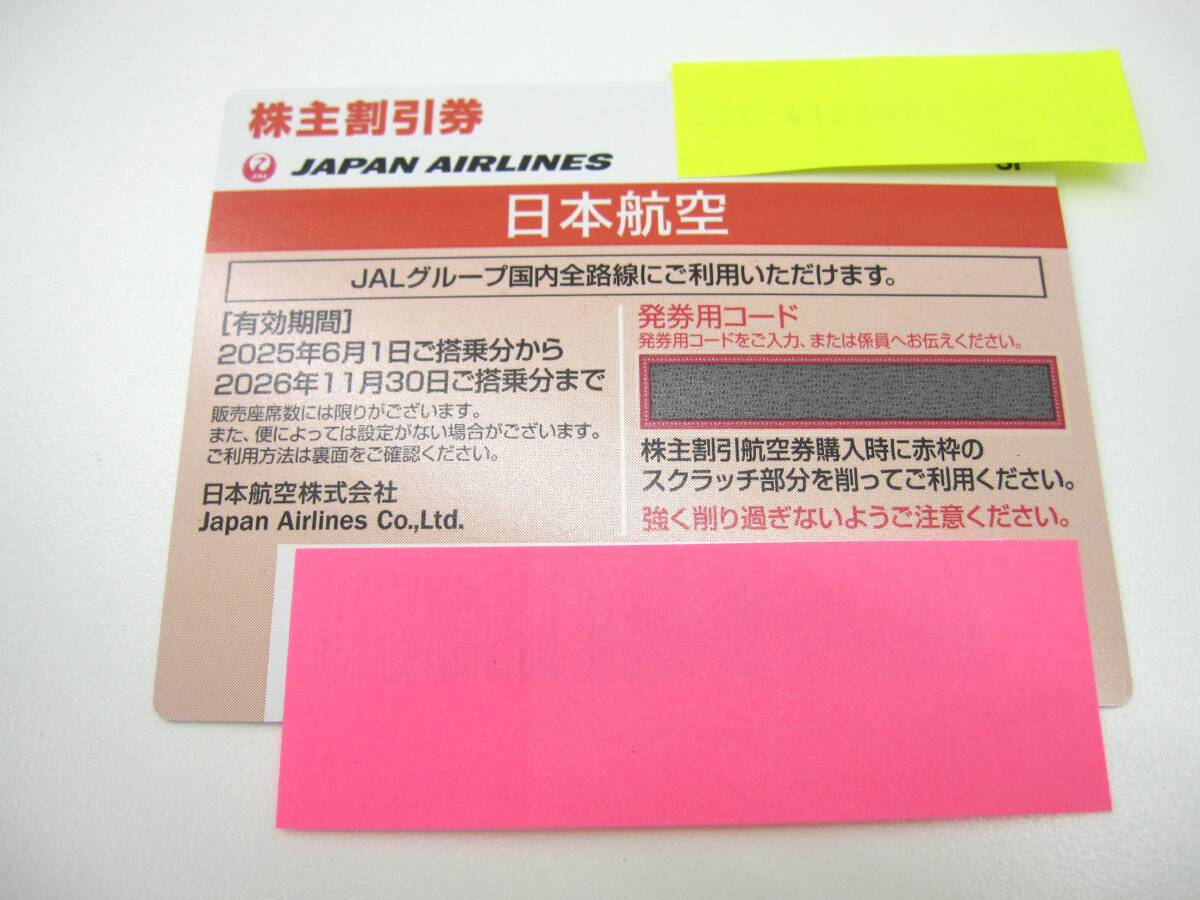 株主割引券
JAL JAPAN AIRLINES
日本航空
JALグループ国内全路線にご利用いただけます。
[有効期間]
2025年6月1日ご搭乗分から
2026年11月30日ご搭乗分まで
販売座席数には限りがございます。
また、便によっては設定がない場合がございます。
ご利用方法は裏面をご確認ください。
日本航空株式会社
Japan Airlines Co.,Ltd.
発券用コード
発券用コードをご入力、または係員へお伝えください。
株主割引航空券購入時に赤枠の
スクラッチ部分を削ってご利用ください。
強く削り過ぎないようご注意ください。